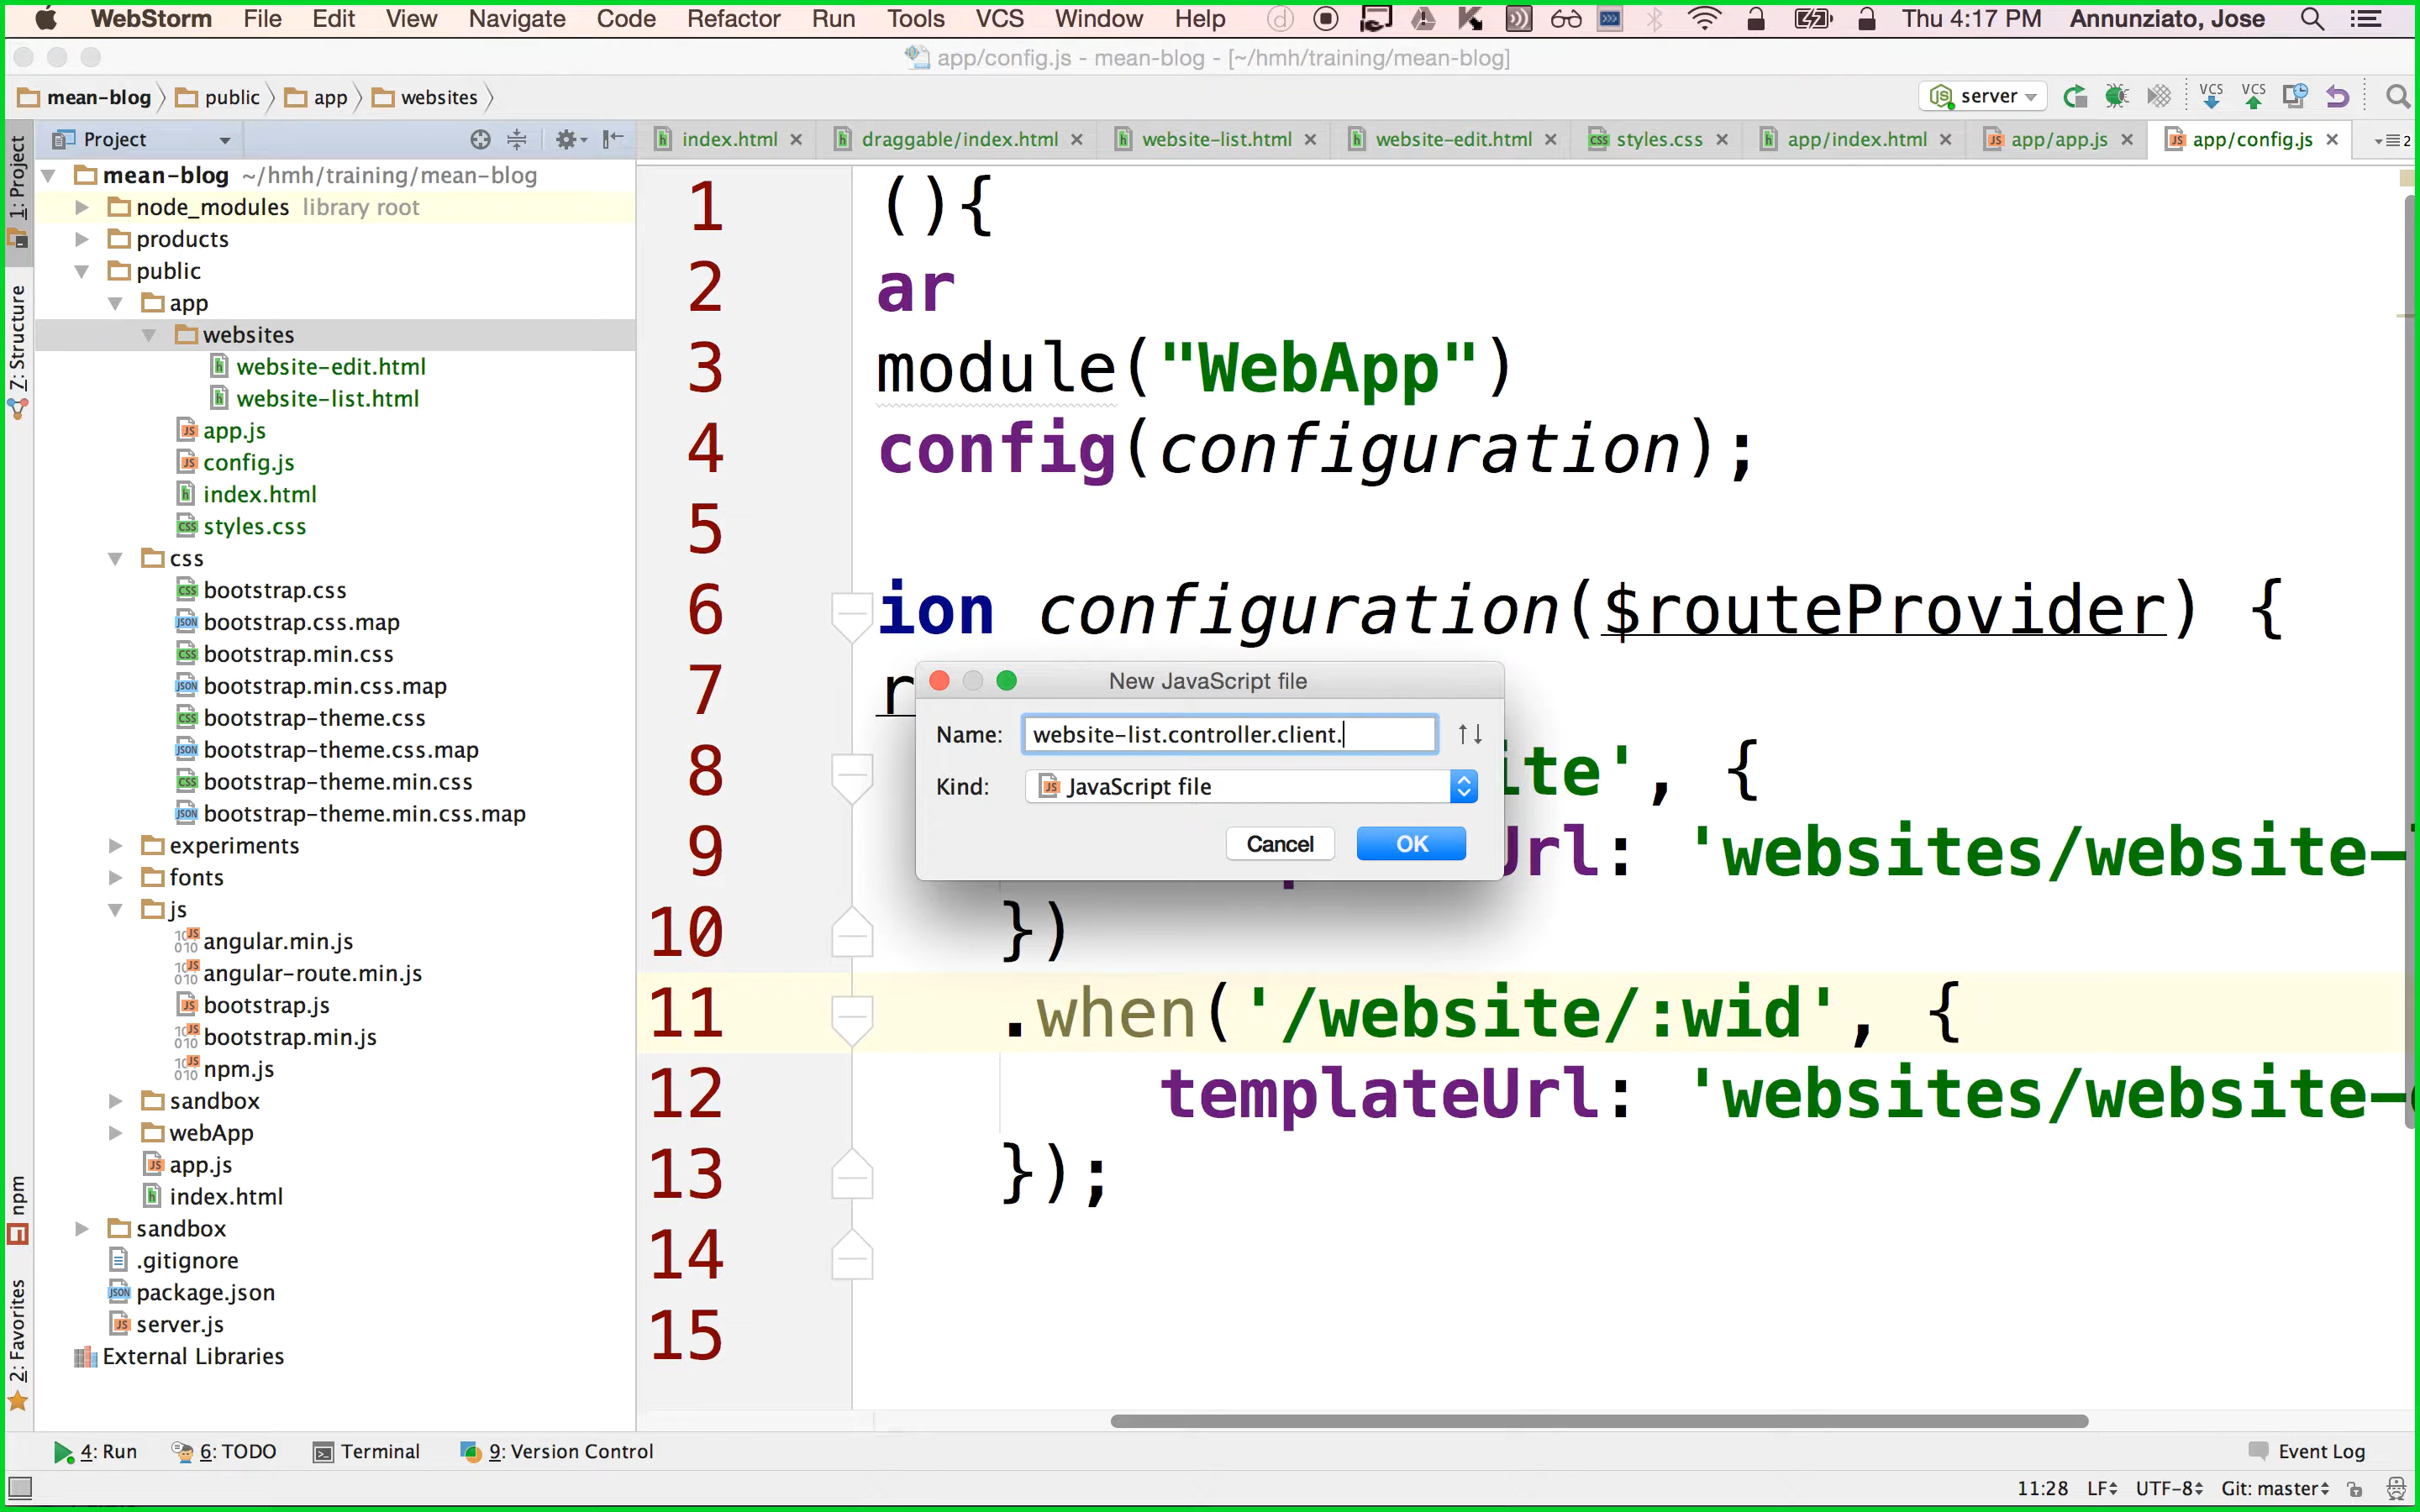 WebStorm File Edit View Navigate Code Refactor Run Tools VCS Window Help Thu 4:17 PM Annunziato, Jose
app/config.js - mean-blog - [~/hmh/training/mean-blog]
mean-blog public app websites server VCS VCS
Project index.html draggable/index.html website-list.html website-edit.html styles.css app/index.html app/app.js app/config.js 2
1: Project
7: Structure
npm
2: Favorites
mean-blog ~/hmh/training/mean-blog
node_modules library root
products
public
app
websites
website-edit.html
website-list.html
app.js
config.js
index.html
styles.css
css
bootstrap.css
bootstrap.css.map
bootstrap.min.css
bootstrap.min.css.map
bootstrap-theme.css
bootstrap-theme.css.map
bootstrap-theme.min.css
bootstrap-theme.min.css.map
experiments
fonts
js
angular.min.js
angular-route.min.js
bootstrap.js
bootstrap.min.js
npm.js
sandbox
webApp
app.js
index.html
sandbox
.gitignore
package.json
server.js
External Libraries
1 (){
2 ar
3 module("WebApp")
4 config(configuration);
5
6 ion configuration($routeProvider) {
7 r
8 ite', {
9 Url: 'websites/website-
10 })
11 .when('/website/:wid', {
12 templateUrl: 'websites/website-
13 });
14
15
New JavaScript file
Name: website-list.controller.client.
Kind: JavaScript file
Cancel OK
4: Run 6: TODO Terminal 9: Version Control Event Log
11:28 LF UTF-8 Git: master